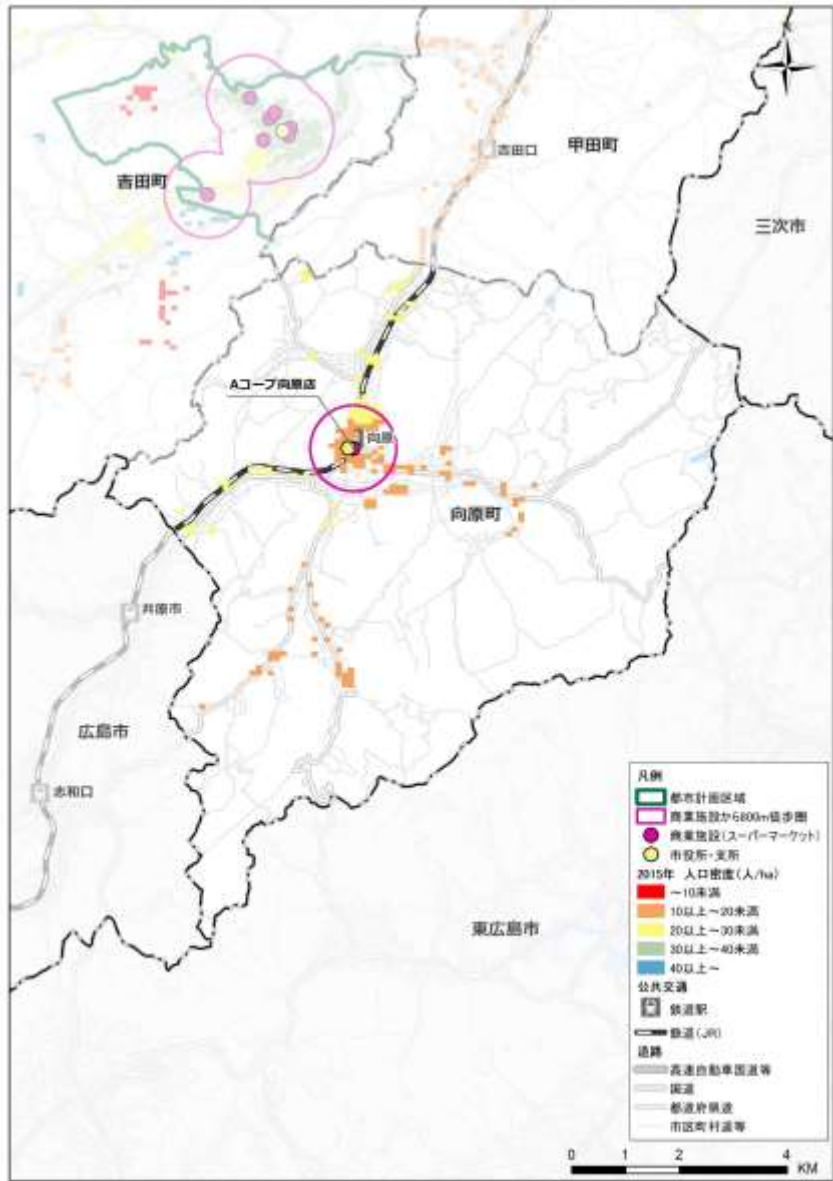 吉田口
甲田町
吉田町
三次市
Aコープ向原店
向原
向原町
井原市
広島市
志和口
東広島市
凡例
都市計画区域
商業施設から800m徒歩圏
商業施設(スーパーマーケット)
市役所・支所
2015年 人口密度(人/ha)
~10未満
10以上~20未満
20以上~30未満
30以上~40未満
40以上~
公共交通
鉄道駅
鉄道(JR)
道路
高速自動車国道等
国道
都道府県道
市区町村道等
0 1 2 4
KM